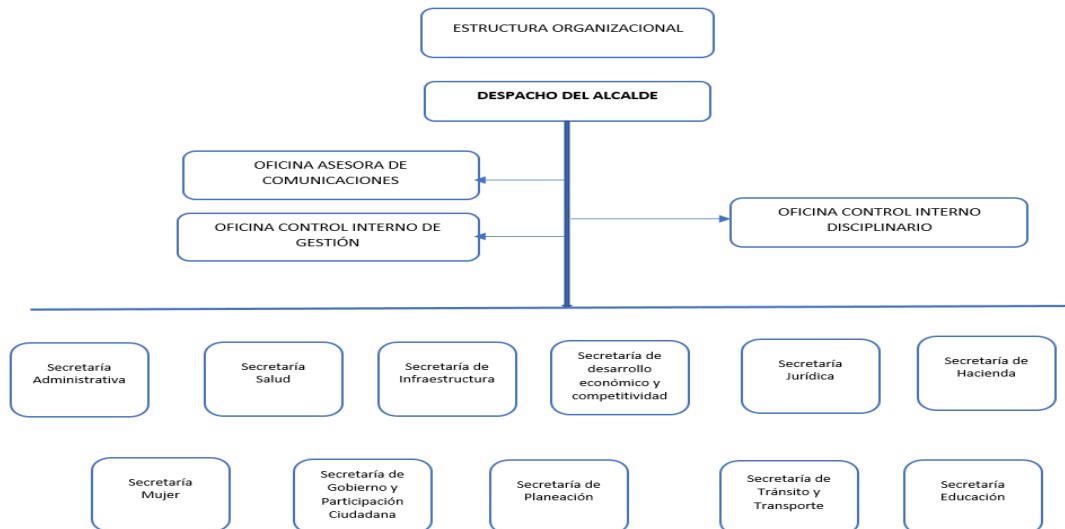 ESTRUCTURA ORGANIZACIONAL
DESPACHO DEL ALCALDE
OFICINA ASESORA DE
COMUNICACIONES
OFICINA CONTROL INTERNO DE
GESTIÓN
OFICINA CONTROL INTERNO
DISCIPLINARIO
Secretaría
Administrativa
Secretaría
Salud
Secretaría de
Infraestructura
Secretaría de
desarrollo
económico y
competitividad
Secretaría
Jurídica
Secretaría de
Hacienda
Secretaría
Mujer
Secretaría de
Gobierno y
Participación
Ciudadana
Secretaría de
Planeación
Secretaría de
Tránsito y
Transporte
Secretaría
Educación